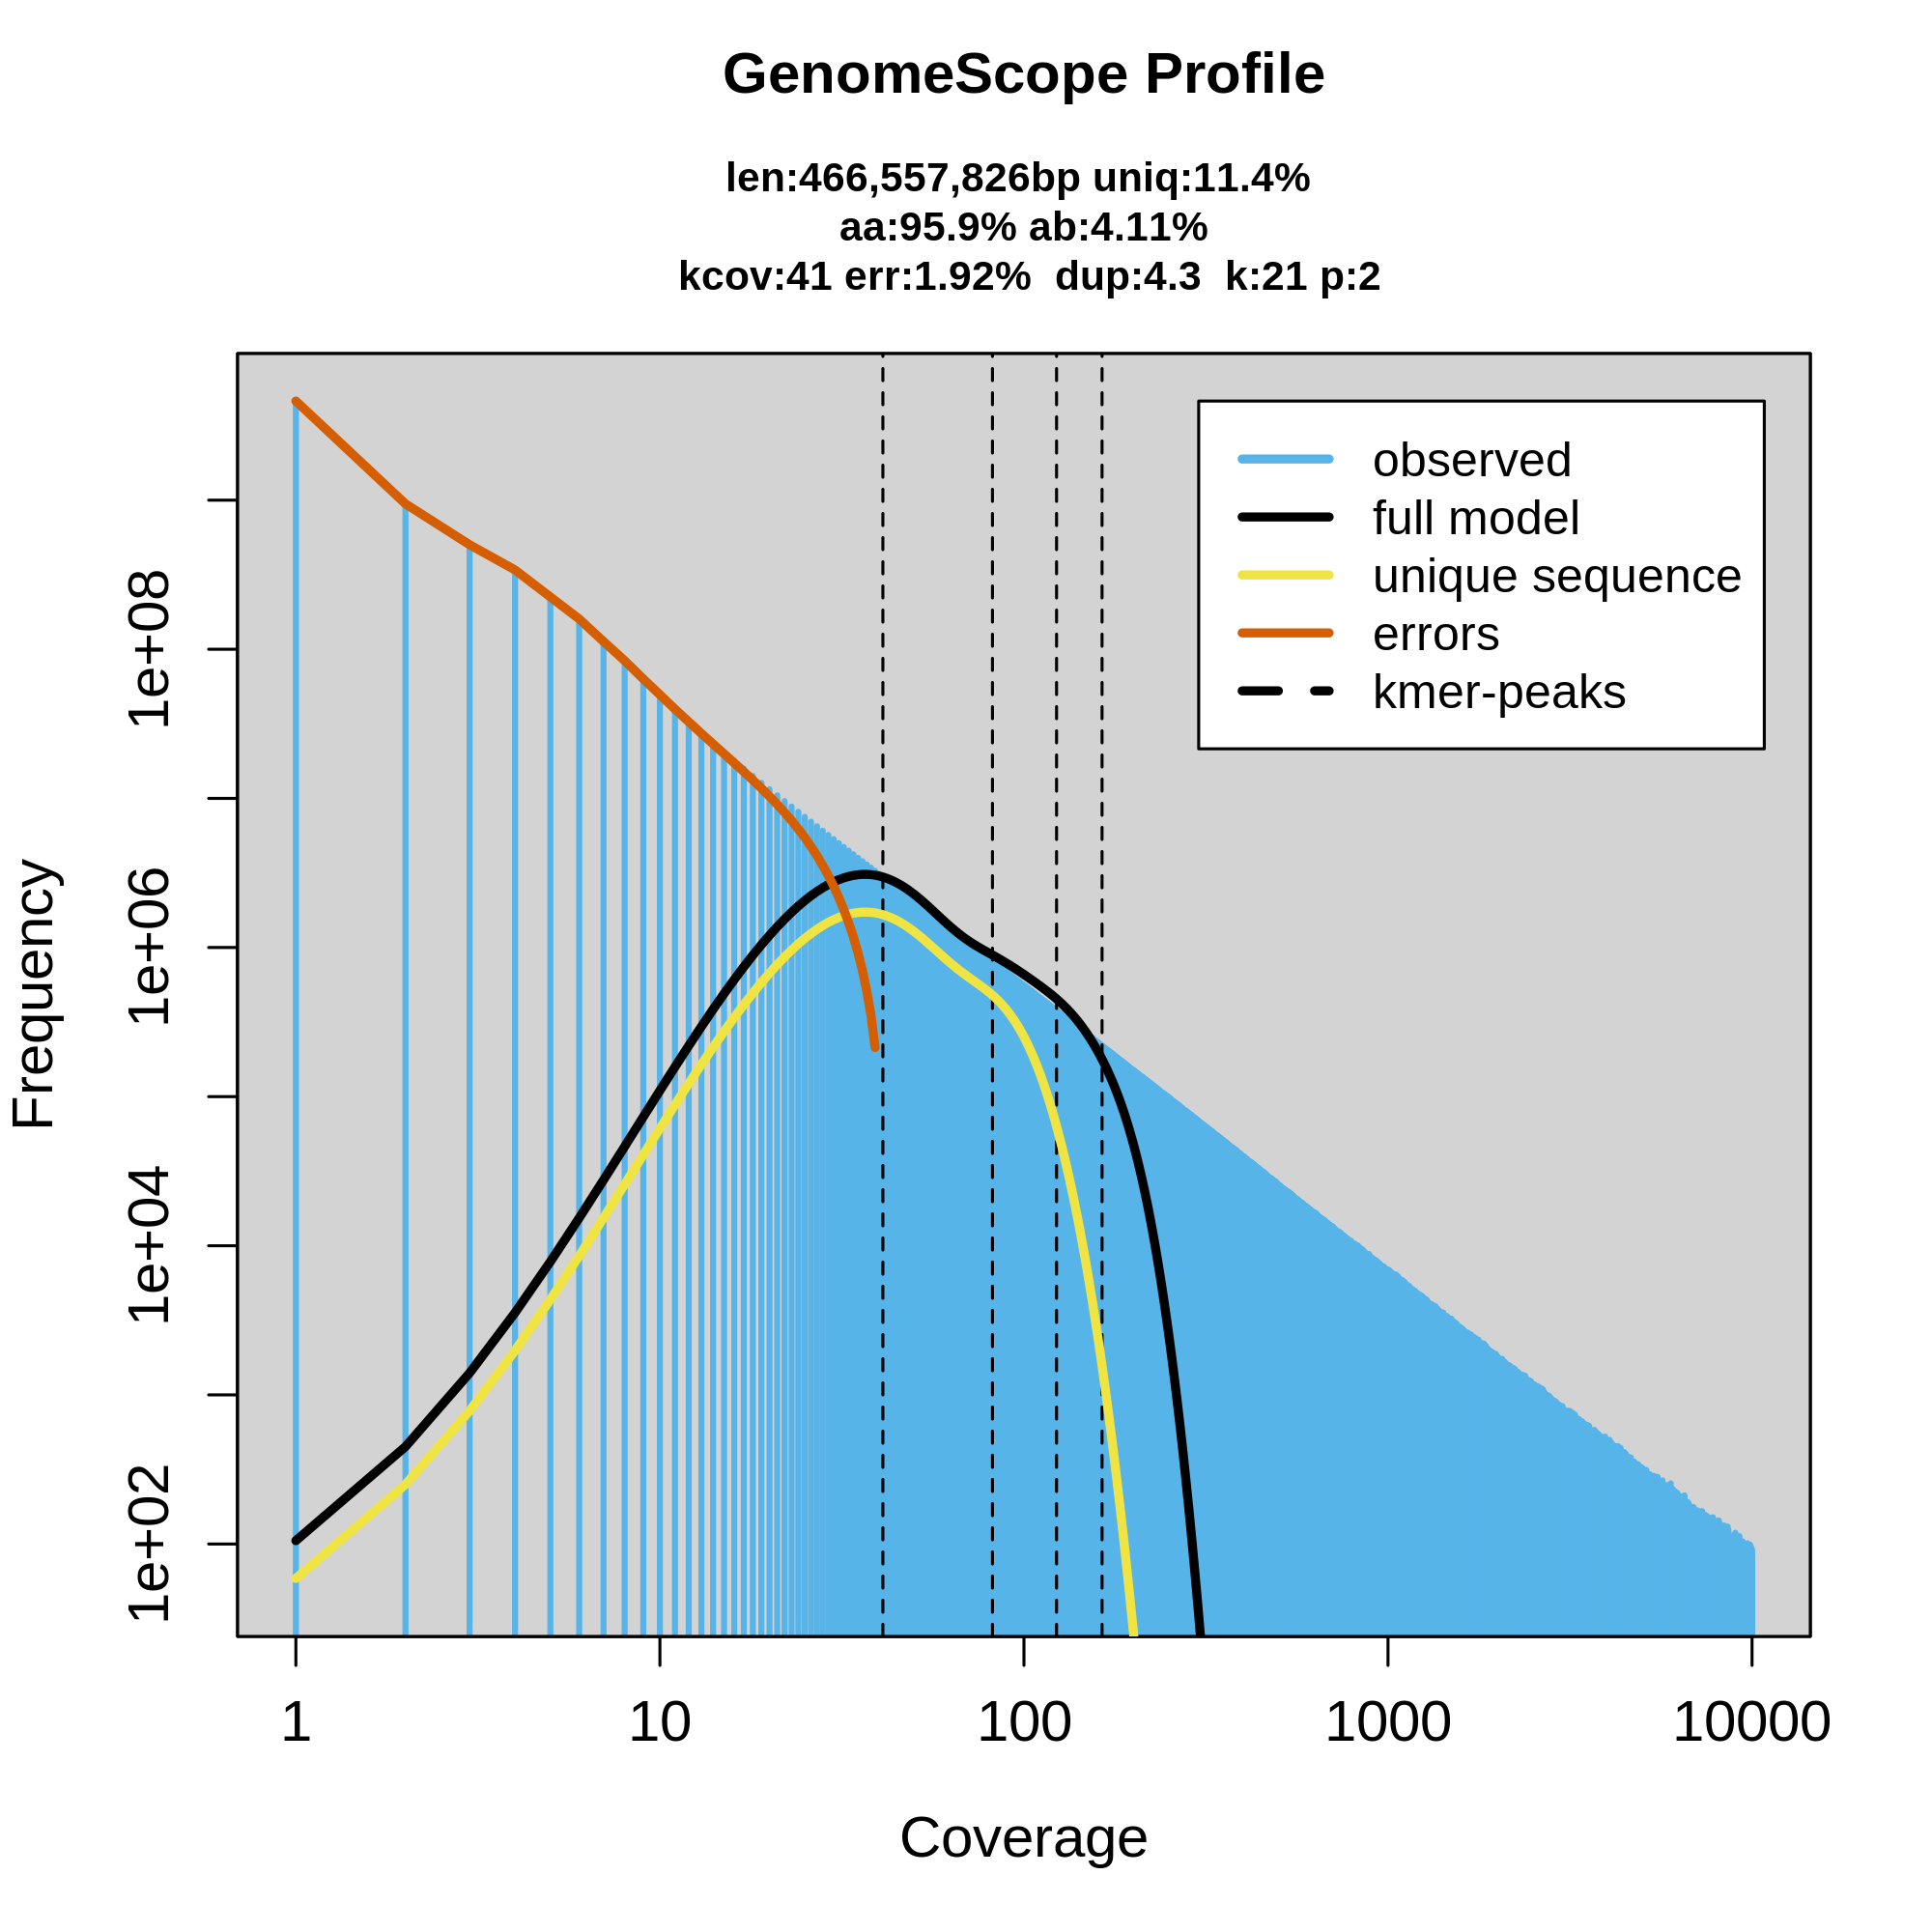 GenomeScope Profile
len:466,557,826bp uniq:11.4%
aa:95.9% ab:4.11%
kcov:41 err:1.92%  dup:4.3  k:21 p:2
observed
full model
unique sequence
errors
kmer-peaks
Frequency
1e+08
1e+06
1e+04
1e+02
1 10 100 1000 10000
Coverage